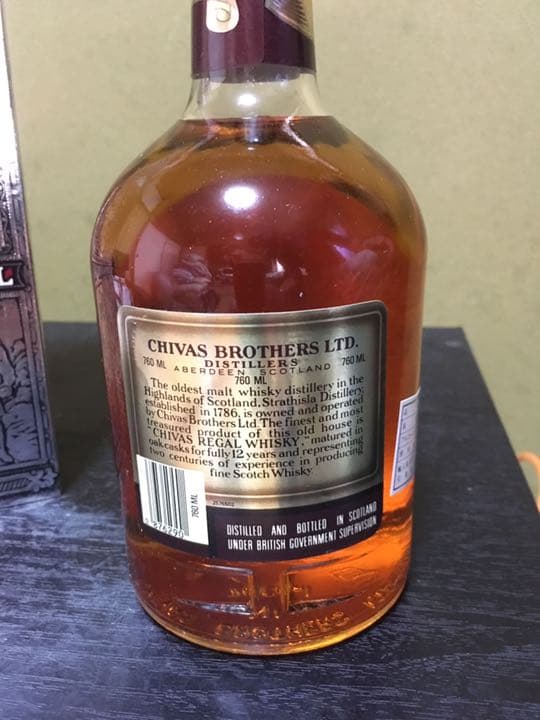 CHIVAS BROTHERS LTD.
760 ML DISTILLERS 760 ML
ABERDEEN SCOTLAND
760 ML
The oldest malt whisky distillery in the
Highlands of Scotland, Strathisla Distillery,
established in 1786, is owned and operated
by Chivas Brothers Ltd. The finest and most
treasured product of this old house is
"CHIVAS REGAL WHISKY," matured in
oak casks for fully 12 years and representing
two centuries of experience in producing
fine Scotch Whisky
760 ML
DISTILLED AND BOTTLED IN SCOTLAND
UNDER BRITISH GOVERNMENT SUPERVISION
BROTHERS